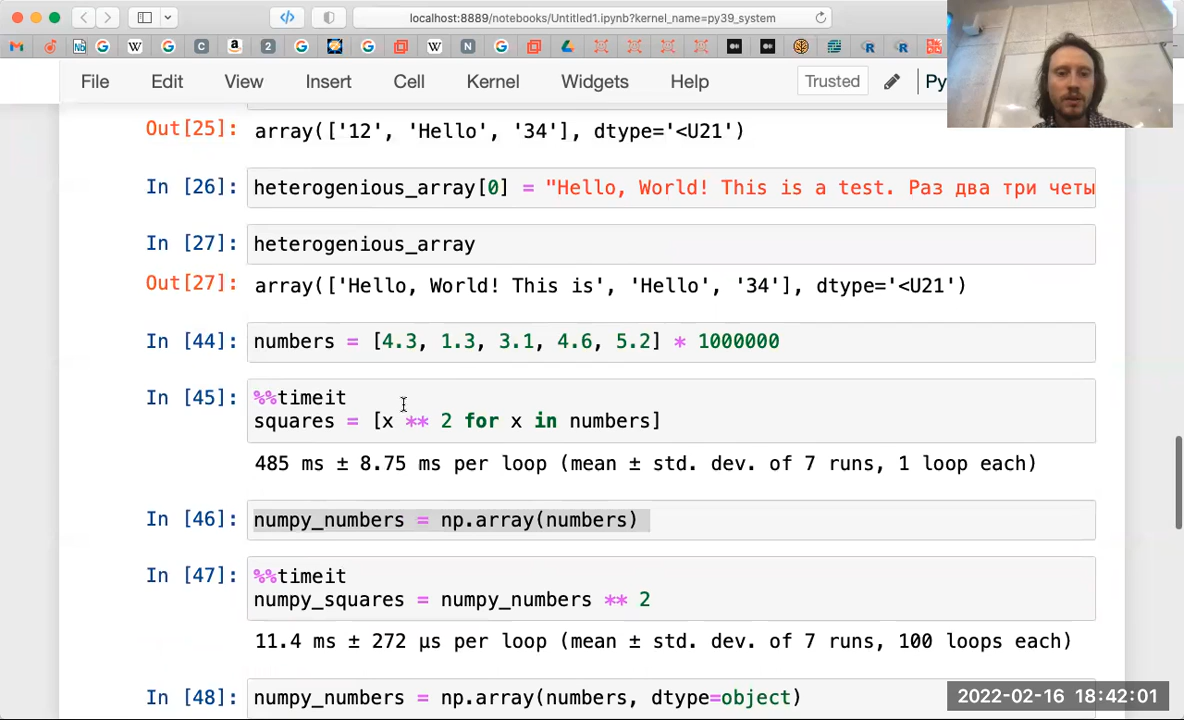 localhost:8889/notebooks/Untitled1.ipynb?kernel_name=py39_system
File Edit View Insert Cell Kernel Widgets Help Trusted Py
Out[25]: array(['12', 'Hello', '34'], dtype='<U21')
In [26]: heterogenious_array[0] = "Hello, World! This is a test. Раз два три четы
In [27]: heterogenious_array
Out[27]: array(['Hello, World! This is', 'Hello', '34'], dtype='<U21')
In [44]: numbers = [4.3, 1.3, 3.1, 4.6, 5.2] * 1000000
In [45]: %%timeit
squares = [x ** 2 for x in numbers]
485 ms ± 8.75 ms per loop (mean ± std. dev. of 7 runs, 1 loop each)
In [46]: numpy_numbers = np.array(numbers)
In [47]: %%timeit
numpy_squares = numpy_numbers ** 2
11.4 ms ± 272 µs per loop (mean ± std. dev. of 7 runs, 100 loops each)
In [48]: numpy_numbers = np.array(numbers, dtype=object)
2022-02-16 18:42:01